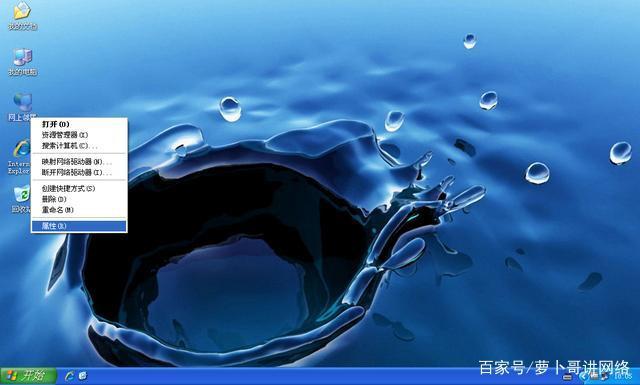 我的文档
我的电脑
网上邻居
打开(O)
资源管理器(X)
搜索计算机(C)...
映射网络驱动器(N)...
断开网络驱动器(I)...
创建快捷方式(S)
删除(D)
重命名(M)
属性(R)
Intern
Explor
回收站
开始
百家号/萝卜哥讲网络